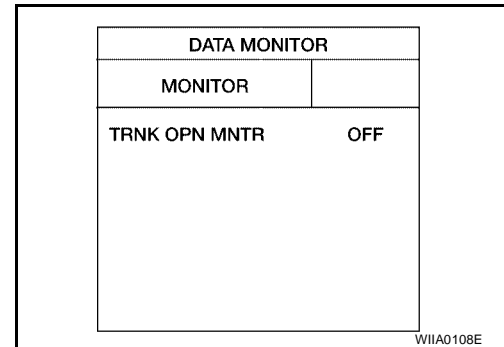 DATA MONITOR
MONITOR
TRNK OPN MNTR OFF
WIIA0108E